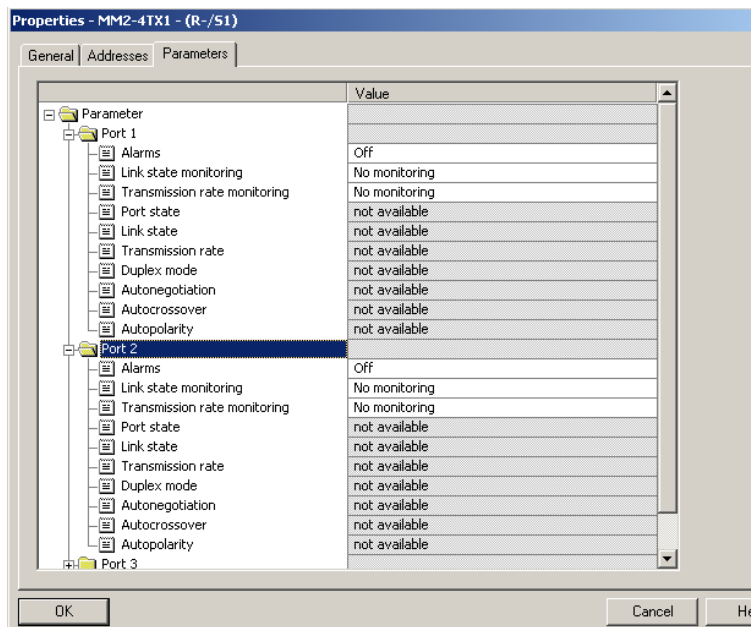 Properties - MM2-4TX1 - (R-/S1)
General Addresses Parameters
Value
Parameter
Port 1
Alarms Off
Link state monitoring No monitoring
Transmission rate monitoring No monitoring
Port state not available
Link state not available
Transmission rate not available
Duplex mode not available
Autonegotiation not available
Autocrossover not available
Autopolarity not available
Port 2
Alarms Off
Link state monitoring No monitoring
Transmission rate monitoring No monitoring
Port state not available
Link state not available
Transmission rate not available
Duplex mode not available
Autonegotiation not available
Autocrossover not available
Autopolarity not available
Port 3
OK Cancel He